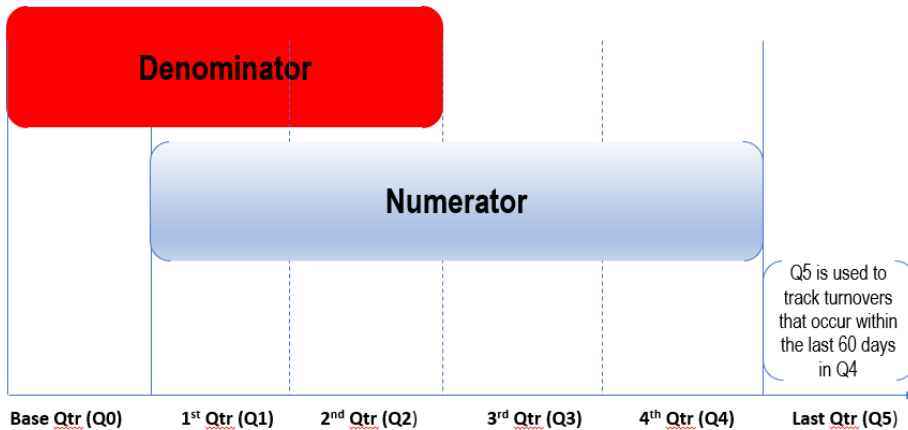 Denominator
Numerator
Q5 is used to
track turnovers
that occur within
the last 60 days
in Q4
Base Qtr (Q0)
1st Qtr (Q1)
2nd Qtr (Q2)
3rd Qtr (Q3)
4th Qtr (Q4)
Last Qtr (Q5)